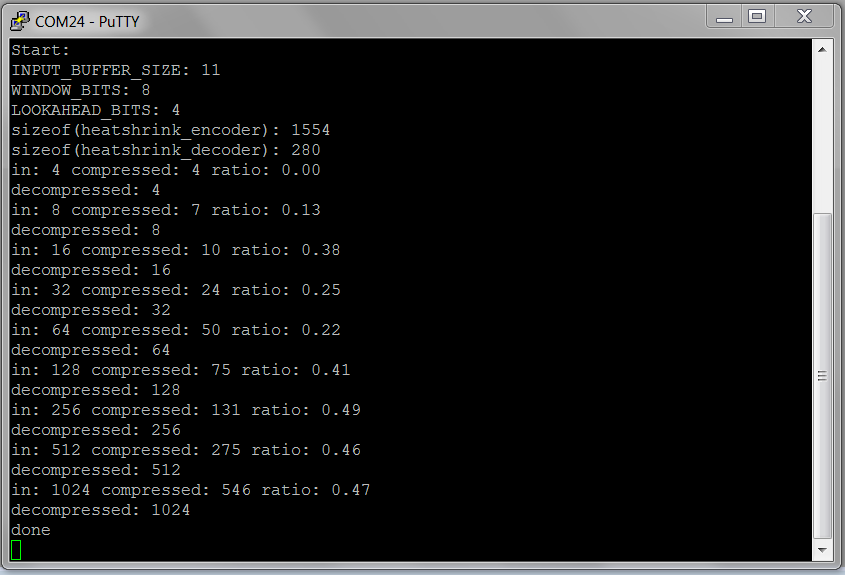 COM24 - PuTTY
Start:
INPUT_BUFFER_SIZE: 11
WINDOW_BITS: 8
LOOKAHEAD_BITS: 4
sizeof(heatshrink_encoder): 1554
sizeof(heatshrink_decoder): 280
in: 4 compressed: 4 ratio: 0.00
decompressed: 4
in: 8 compressed: 7 ratio: 0.13
decompressed: 8
in: 16 compressed: 10 ratio: 0.38
decompressed: 16
in: 32 compressed: 24 ratio: 0.25
decompressed: 32
in: 64 compressed: 50 ratio: 0.22
decompressed: 64
in: 128 compressed: 75 ratio: 0.41
decompressed: 128
in: 256 compressed: 131 ratio: 0.49
decompressed: 256
in: 512 compressed: 275 ratio: 0.46
decompressed: 512
in: 1024 compressed: 546 ratio: 0.47
decompressed: 1024
done